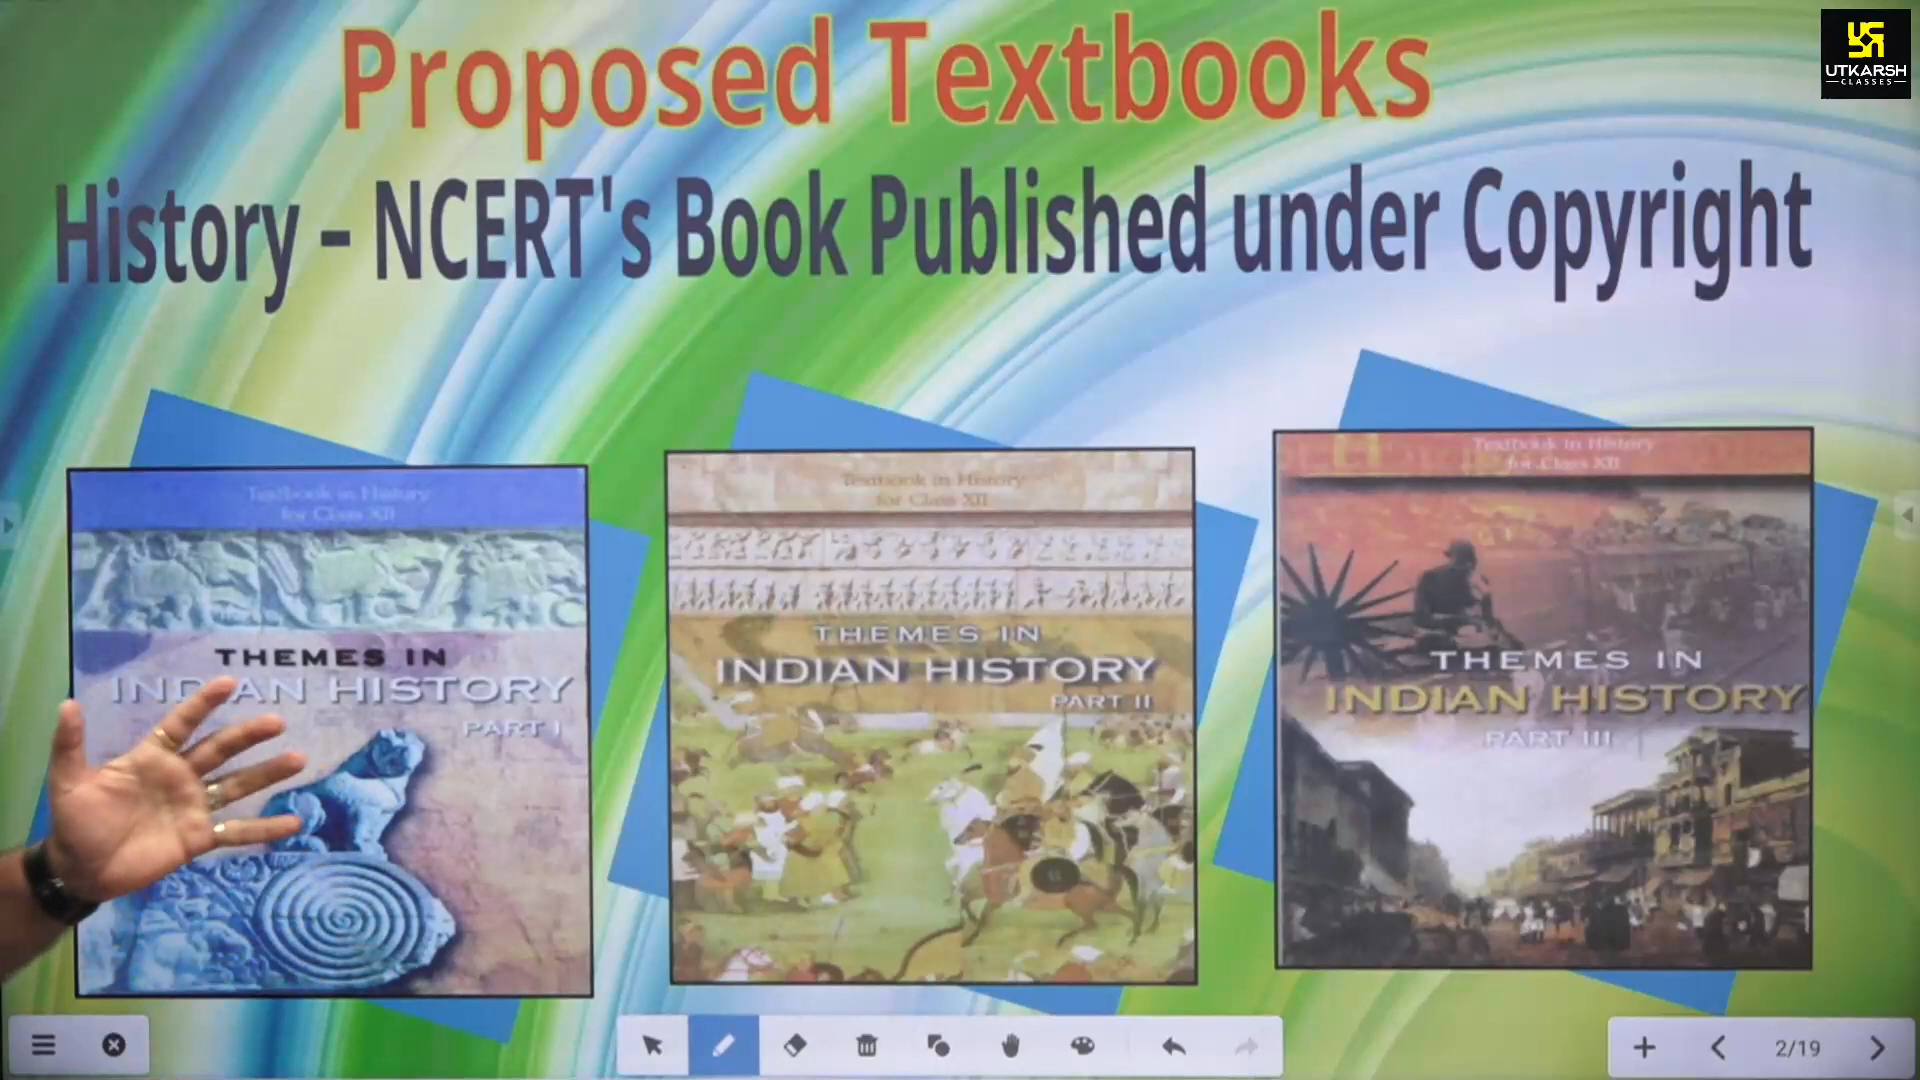 Proposed Textbooks
UTKARSH
CLASSES
History - NCERT's Book Published under Copyright
Textbook in History
for Class XII
THEMES IN
INDIAN HISTORY
PART I
Textbook in History
for Class XII
THEMES IN
INDIAN HISTORY
PART II
Textbook in History
for Class XII
THEMES IN
INDIAN HISTORY
PART III
2/19